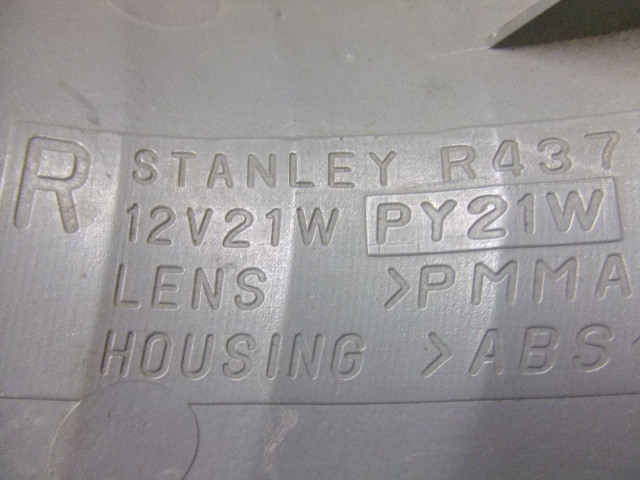 R STANLEY R437
12V21W PY21W
LENS >PMMA
HOUSING >ABS<